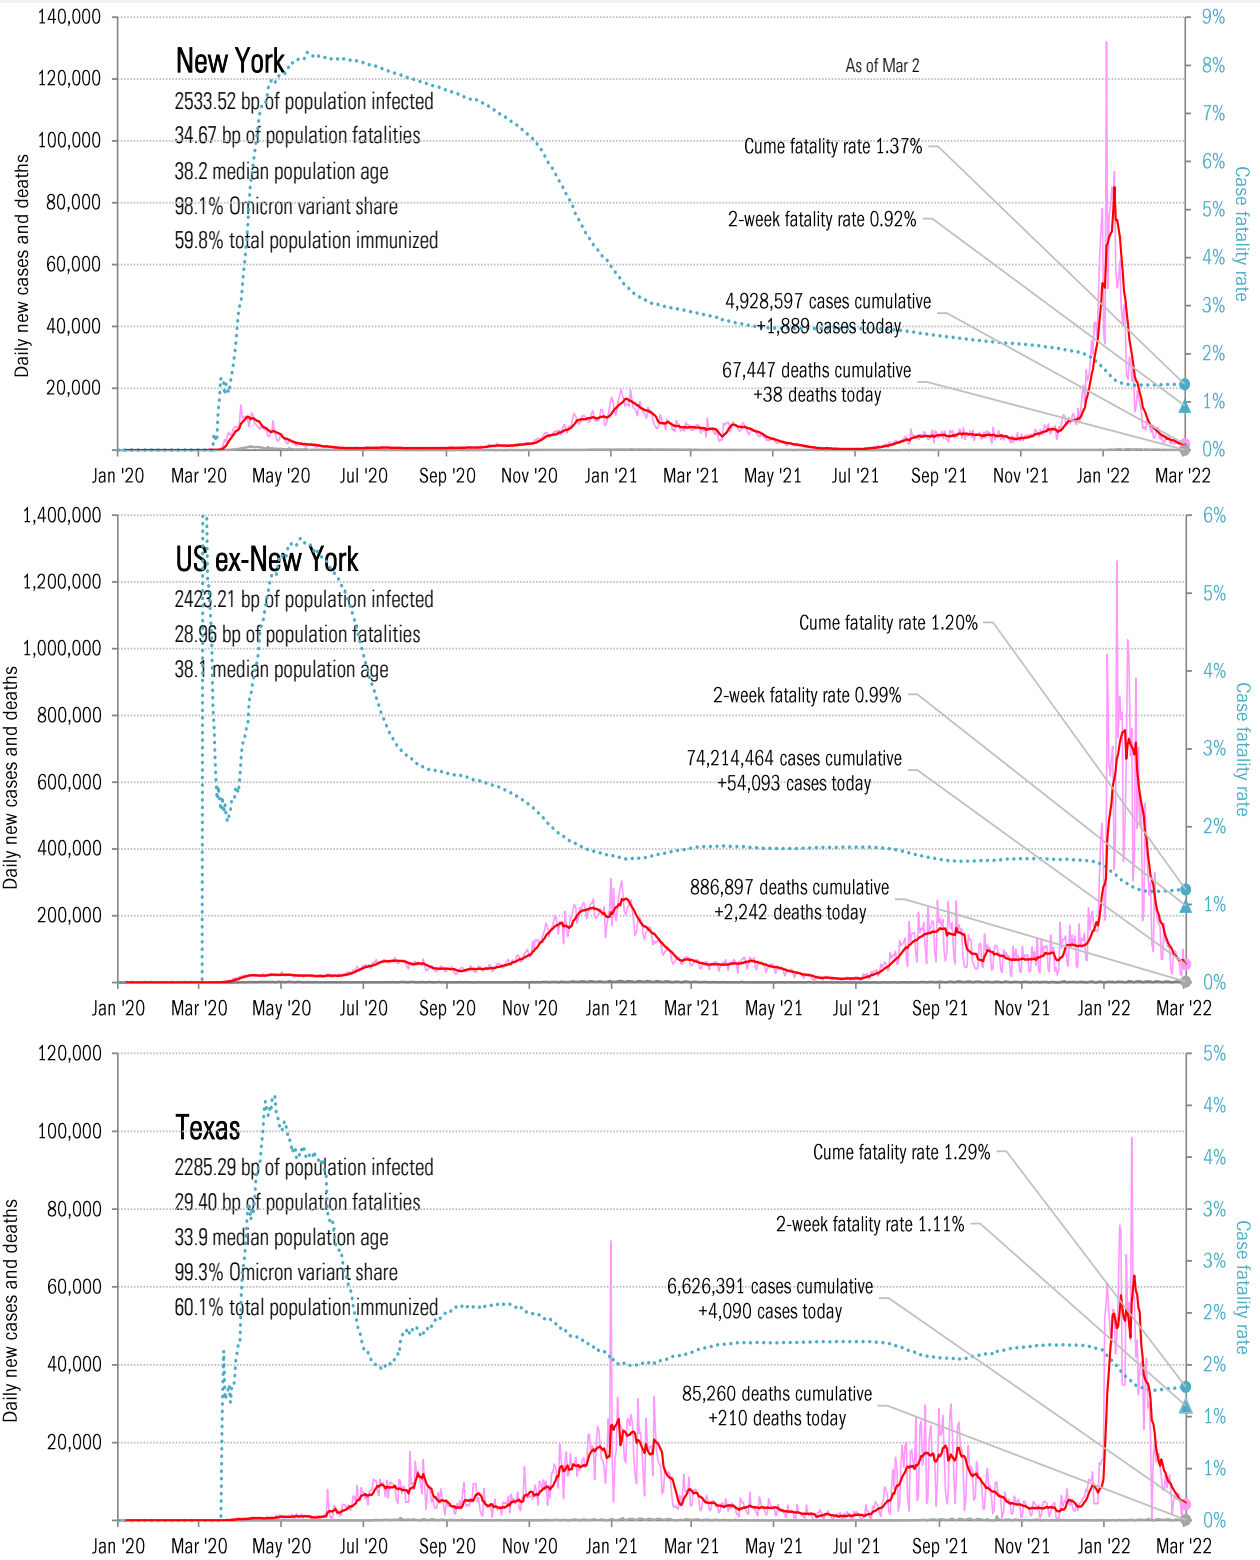 140,000
120,000
100,000
80,000
60,000
40,000
20,000
-
Daily new cases and deaths
New York
2533.52 bp of population infected
34.67 bp of population fatalities
38.2 median population age
98.1% Omicron variant share
59.8% total population immunized
As of Mar 2
Cume fatality rate 1.37%
2-week fatality rate 0.92%
4,928,597 cases cumulative
+1,889 cases today
67,447 deaths cumulative
+38 deaths today
9%
8%
7%
6%
5%
4%
3%
2%
1%
0%
Case fatality rate
Jan '20 Mar '20 May '20 Jul '20 Sep '20 Nov '20 Jan '21 Mar '21 May '21 Jul '21 Sep '21 Nov '21 Jan '22 Mar '22
1,400,000
1,200,000
1,000,000
800,000
600,000
400,000
200,000
-
Daily new cases and deaths
US ex-New York
2423.21 bp of population infected
28.96 bp of population fatalities
38.1 median population age
Cume fatality rate 1.20%
2-week fatality rate 0.99%
74,214,464 cases cumulative
+54,093 cases today
886,897 deaths cumulative
+2,242 deaths today
6%
5%
4%
3%
2%
1%
0%
Case fatality rate
Jan '20 Mar '20 May '20 Jul '20 Sep '20 Nov '20 Jan '21 Mar '21 May '21 Jul '21 Sep '21 Nov '21 Jan '22 Mar '22
120,000
100,000
80,000
60,000
40,000
20,000
-
Daily new cases and deaths
Texas
2285.29 bp of population infected
29.40 bp of population fatalities
33.9 median population age
99.3% Omicron variant share
60.1% total population immunized
Cume fatality rate 1.29%
2-week fatality rate 1.11%
6,626,391 cases cumulative
+4,090 cases today
85,260 deaths cumulative
+210 deaths today
5%
4%
4%
3%
3%
2%
2%
1%
1%
0%
Case fatality rate
Jan '20 Mar '20 May '20 Jul '20 Sep '20 Nov '20 Jan '21 Mar '21 May '21 Jul '21 Sep '21 Nov '21 Jan '22 Mar '22